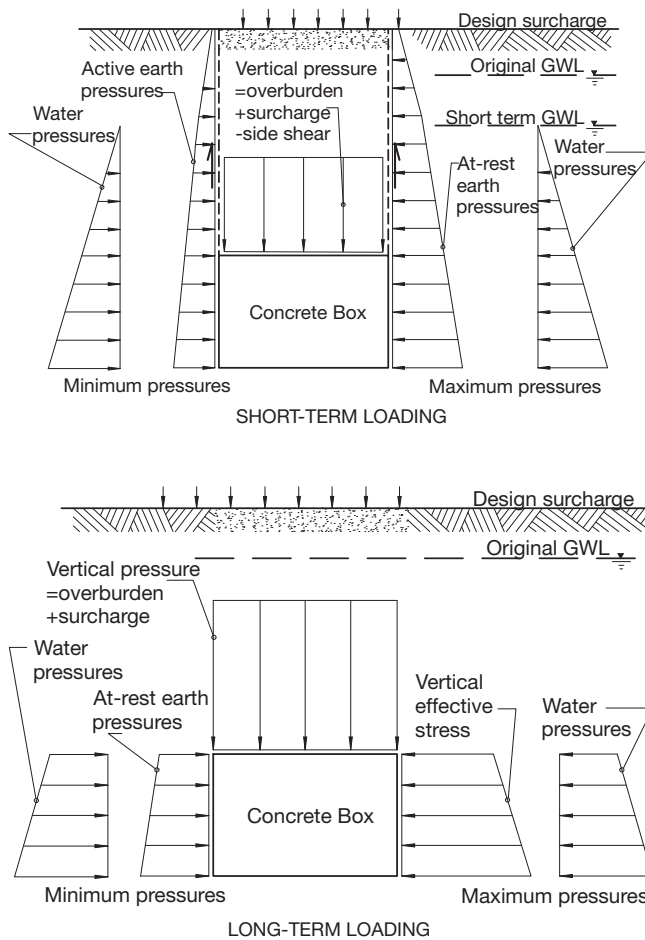 Design surcharge
Original GWL
Active earth
pressures
Vertical pressure
=overburden
+surcharge
-side shear
Water
pressures
Short term GWL
At-rest
earth
pressures
Water
pressures
Concrete Box
Minimum pressures
Maximum pressures
SHORT-TERM LOADING
Design surcharge
Original GWL
Vertical pressure
=overburden
+surcharge
Water
pressures
At-rest earth
pressures
Vertical
effective
stress
Water
pressures
Concrete Box
Minimum pressures
Maximum pressures
LONG-TERM LOADING